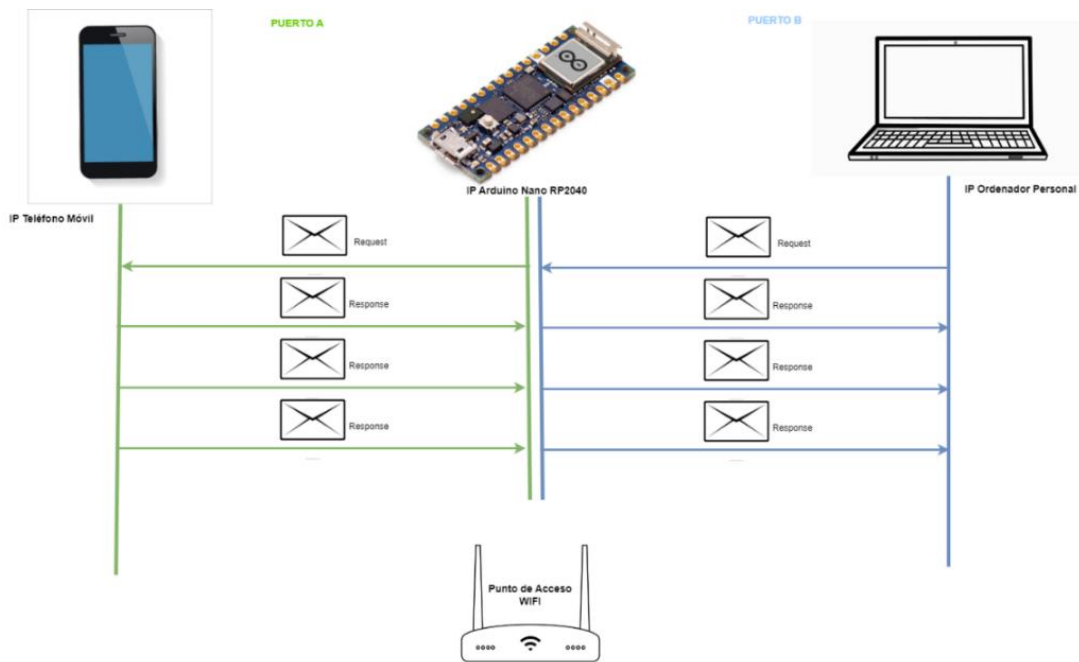 PUERTO A
PUERTO B
IP Arduino Nano RP2040
IP Teléfono Móvil
IP Ordenador Personal
Request
Request
Response
Response
Response
Response
Response
Response
Punto de Acceso
WIFI